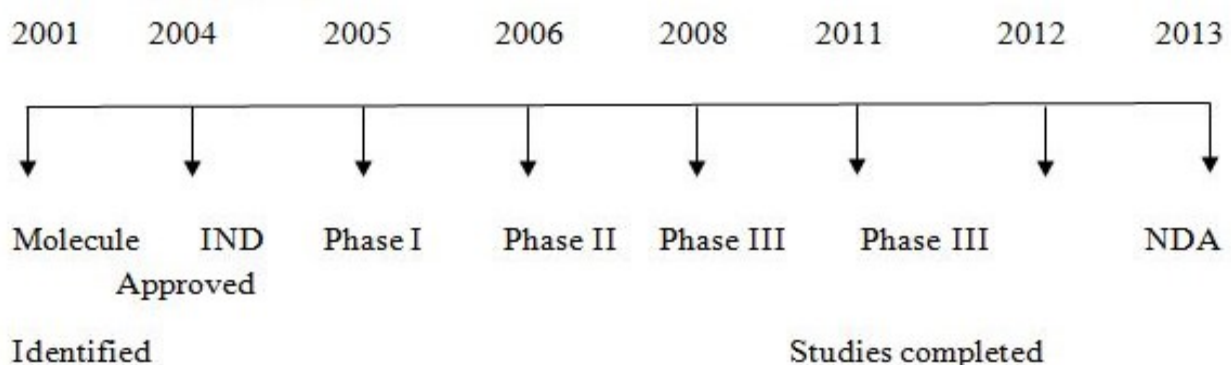 2001 2004 2005 2006 2008 2011 2012 2013
Molecule IND Phase I Phase II Phase III Phase III NDA
Approved
Identified Studies completed